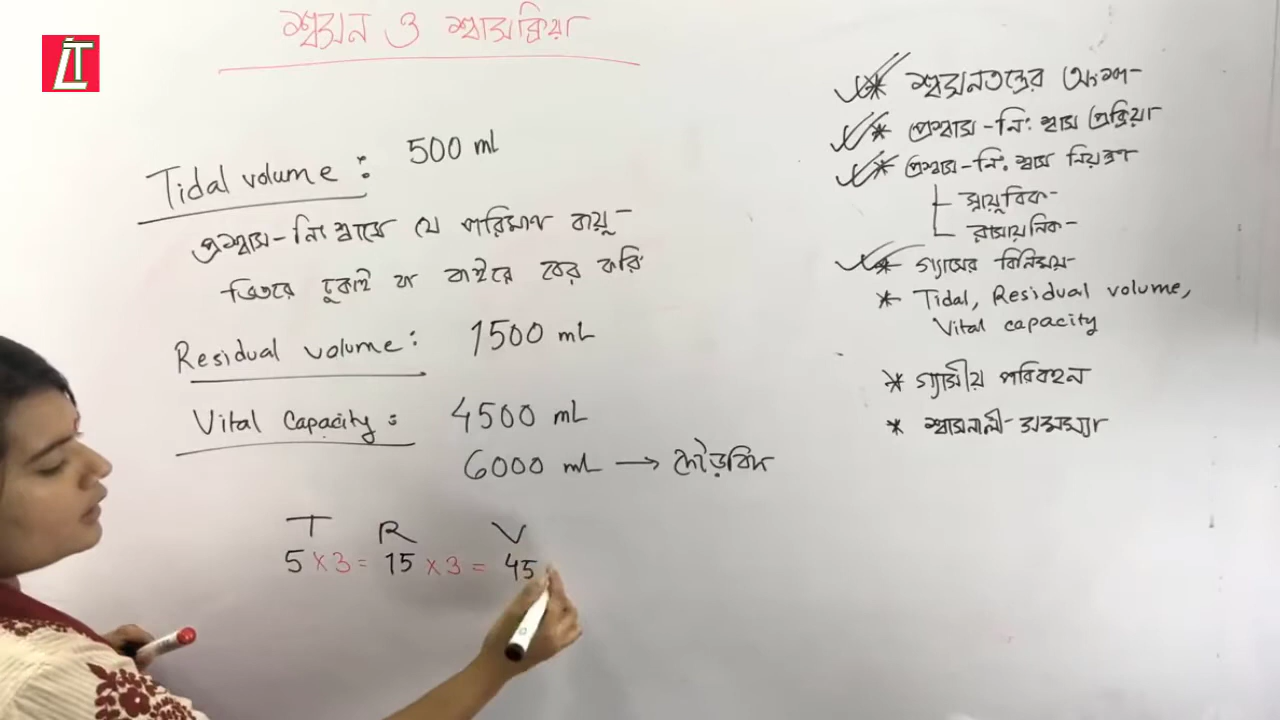 LT
শ্বসন ও শ্বাসক্রিয়া
Tidal volume : 500 mL
প্রশ্বাস-নিঃশ্বাসে যে পরিমাণ বায়ু
ভিতরে ঢুকাই বা বাইরে বের করি
Residual volume: 1500 mL
Vital Capacity: 4500 mL
6000 mL → দৌড়বিদ
T R V
5 x 3 = 15 x 3 = 45
* শ্বসনতন্ত্রের অংশ
* প্রশ্বাস-নিঃশ্বাস প্রক্রিয়া
* প্রশ্বাস-নিঃশ্বাস নিয়ন্ত্রণ
স্নায়ুবিক
রাসায়নিক
* গ্যাসের বিনিময়
* Tidal, Residual volume,
Vital capacity
* গ্যাসীয় পরিবহন
* শ্বাসনালী-সমস্যা